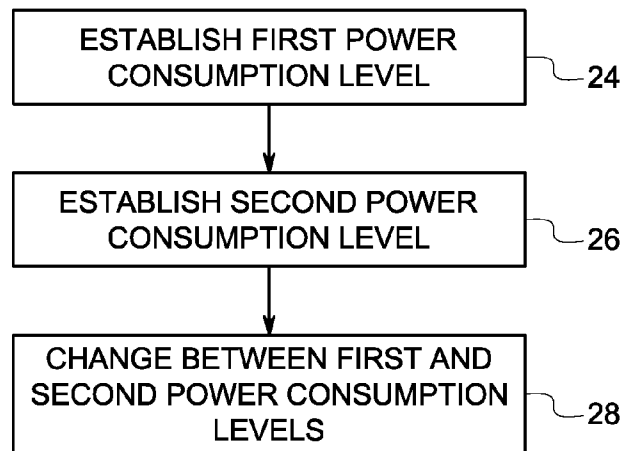 ESTABLISH FIRST POWER
CONSUMPTION LEVEL
24
ESTABLISH SECOND POWER
CONSUMPTION LEVEL
26
CHANGE BETWEEN FIRST AND
SECOND POWER CONSUMPTION
LEVELS
28